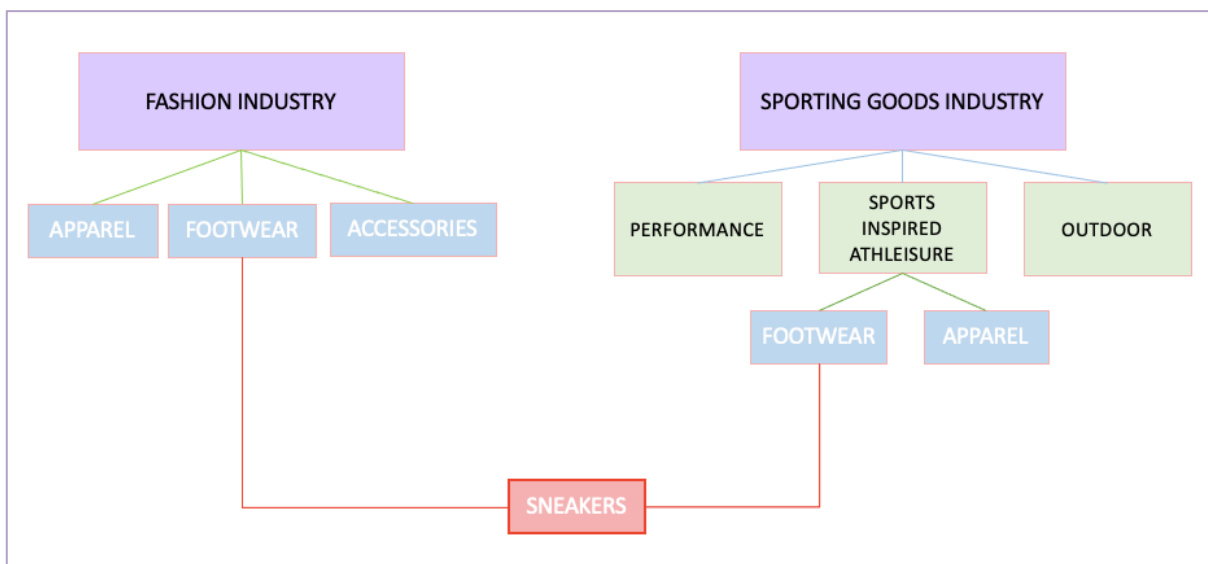 FASHION INDUSTRY
SPORTING GOODS INDUSTRY
APPAREL
FOOTWEAR
ACCESSORIES
PERFORMANCE
SPORTS
INSPIRED
ATHLEISURE
OUTDOOR
FOOTWEAR
APPAREL
SNEAKERS